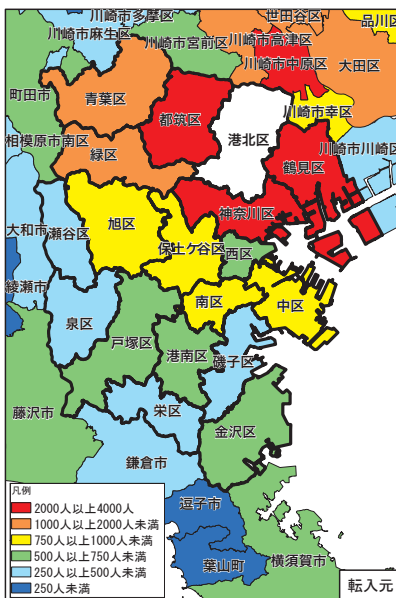 川崎市多摩区
世田谷区
品川区
川崎市麻生区
川崎市宮前区
川崎市高津区
川崎市中原区
大田区
町田市
青葉区
都筑区
港北区
川崎市幸区
相模原市南区
緑区
鶴見区
川崎市川崎区
神奈川区
大和市
瀬谷区
旭区
保土ケ谷区
西区
綾瀬市
泉区
南区
中区
戸塚区
港南区
磯子区
藤沢市
栄区
金沢区
鎌倉市
凡例
2000人以上4000人
1000人以上2000人未満
750人以上1000人未満
500人以上750人未満
250人以上500人未満
250人未満
逗子市
葉山町
横須賀市
転入元